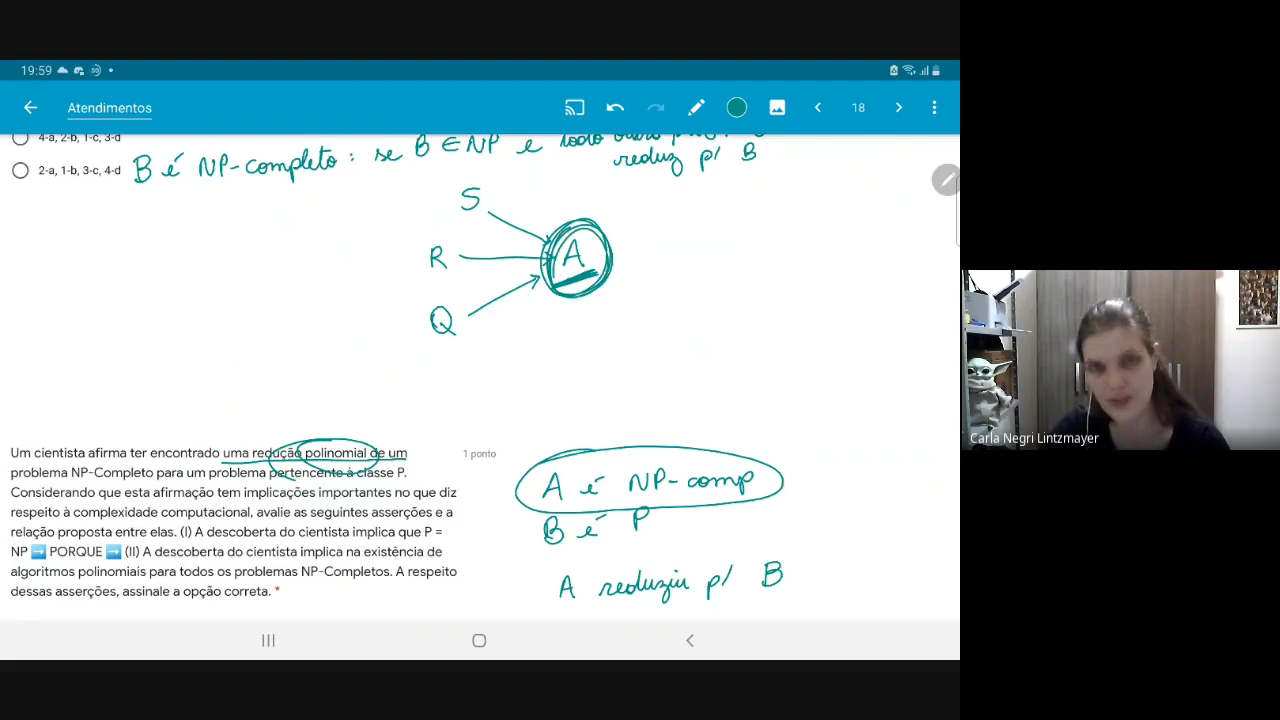 19:59
Atendimentos
18
4-a, 2-b, 1-c, 3-d
2-a, 1-b, 3-c, 4-d
B é NP-completo: se B ∈ NP e todo outro
reduz p/ B
S
R
A
Q
Um cientista afirma ter encontrado uma redução polinomial de um
problema NP-Completo para um problema pertencente à classe P.
Considerando que esta afirmação tem implicações importantes no que diz
respeito à complexidade computacional, avalie as seguintes asserções e a
relação proposta entre elas. (I) A descoberta do cientista implica que P =
NP ➡ PORQUE ➡ (II) A descoberta do cientista implica na existência de
algoritmos polinomiais para todos os problemas NP-Completos. A respeito
dessas asserções, assinale a opção correta. *
1 ponto
A é NP-comp
B é P
A reduziu p/ B
Carla Negri Lintzmayer